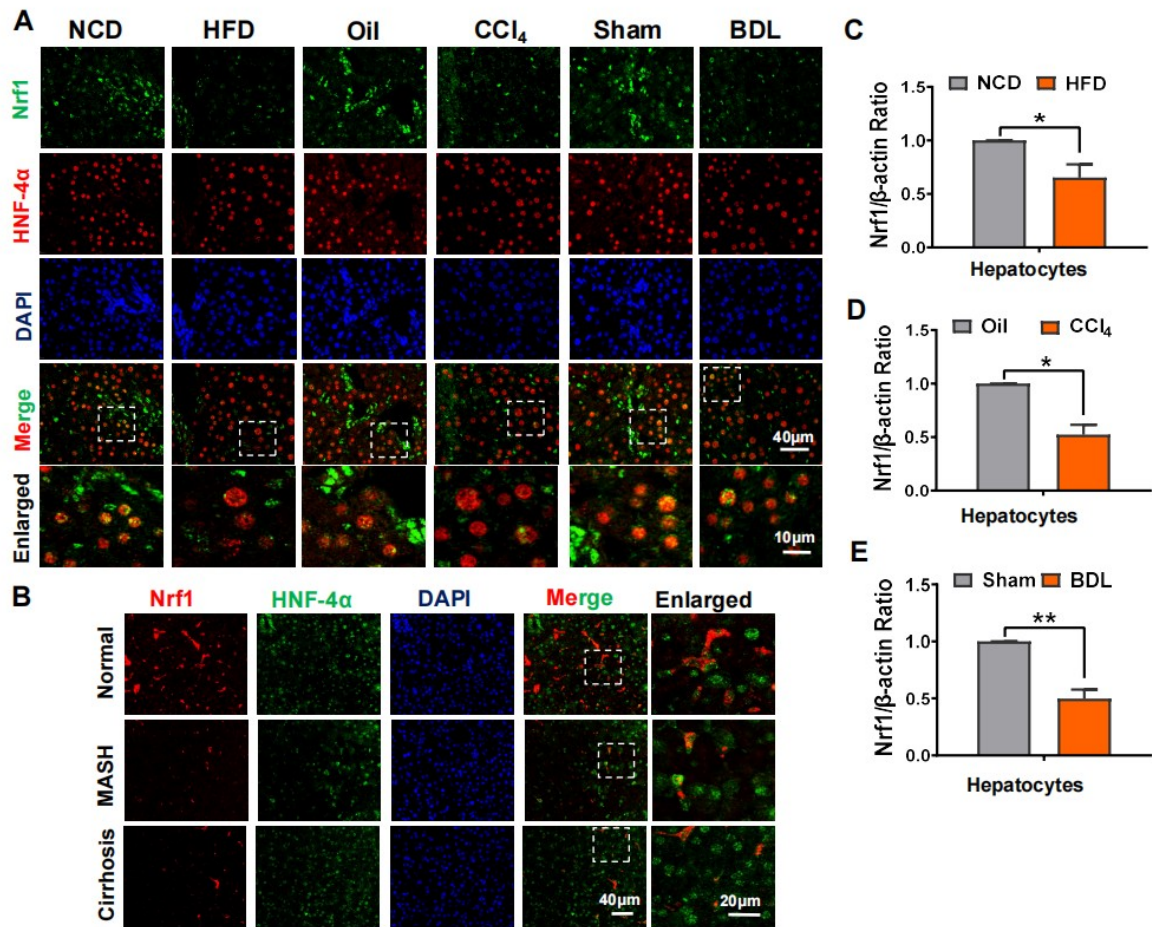 A
NCD HFD Oil CCl₄ Sham BDL
Nrf1
HNF-4α
DAPI
Merge
40μm
Enlarged
10μm
B
Nrf1 HNF-4α DAPI Merge Enlarged
Normal
MASH
Cirrhosis
40μm 20μm
C
NCD HFD
Nrf1/β-actin Ratio
1.5
*
1.0
0.5
0.0
Hepatocytes
D
Oil CCl₄
Nrf1/β-actin Ratio
1.5
*
1.0
0.5
0.0
Hepatocytes
E
Sham BDL
Nrf1/β-actin Ratio
1.5
**
1.0
0.5
0.0
Hepatocytes